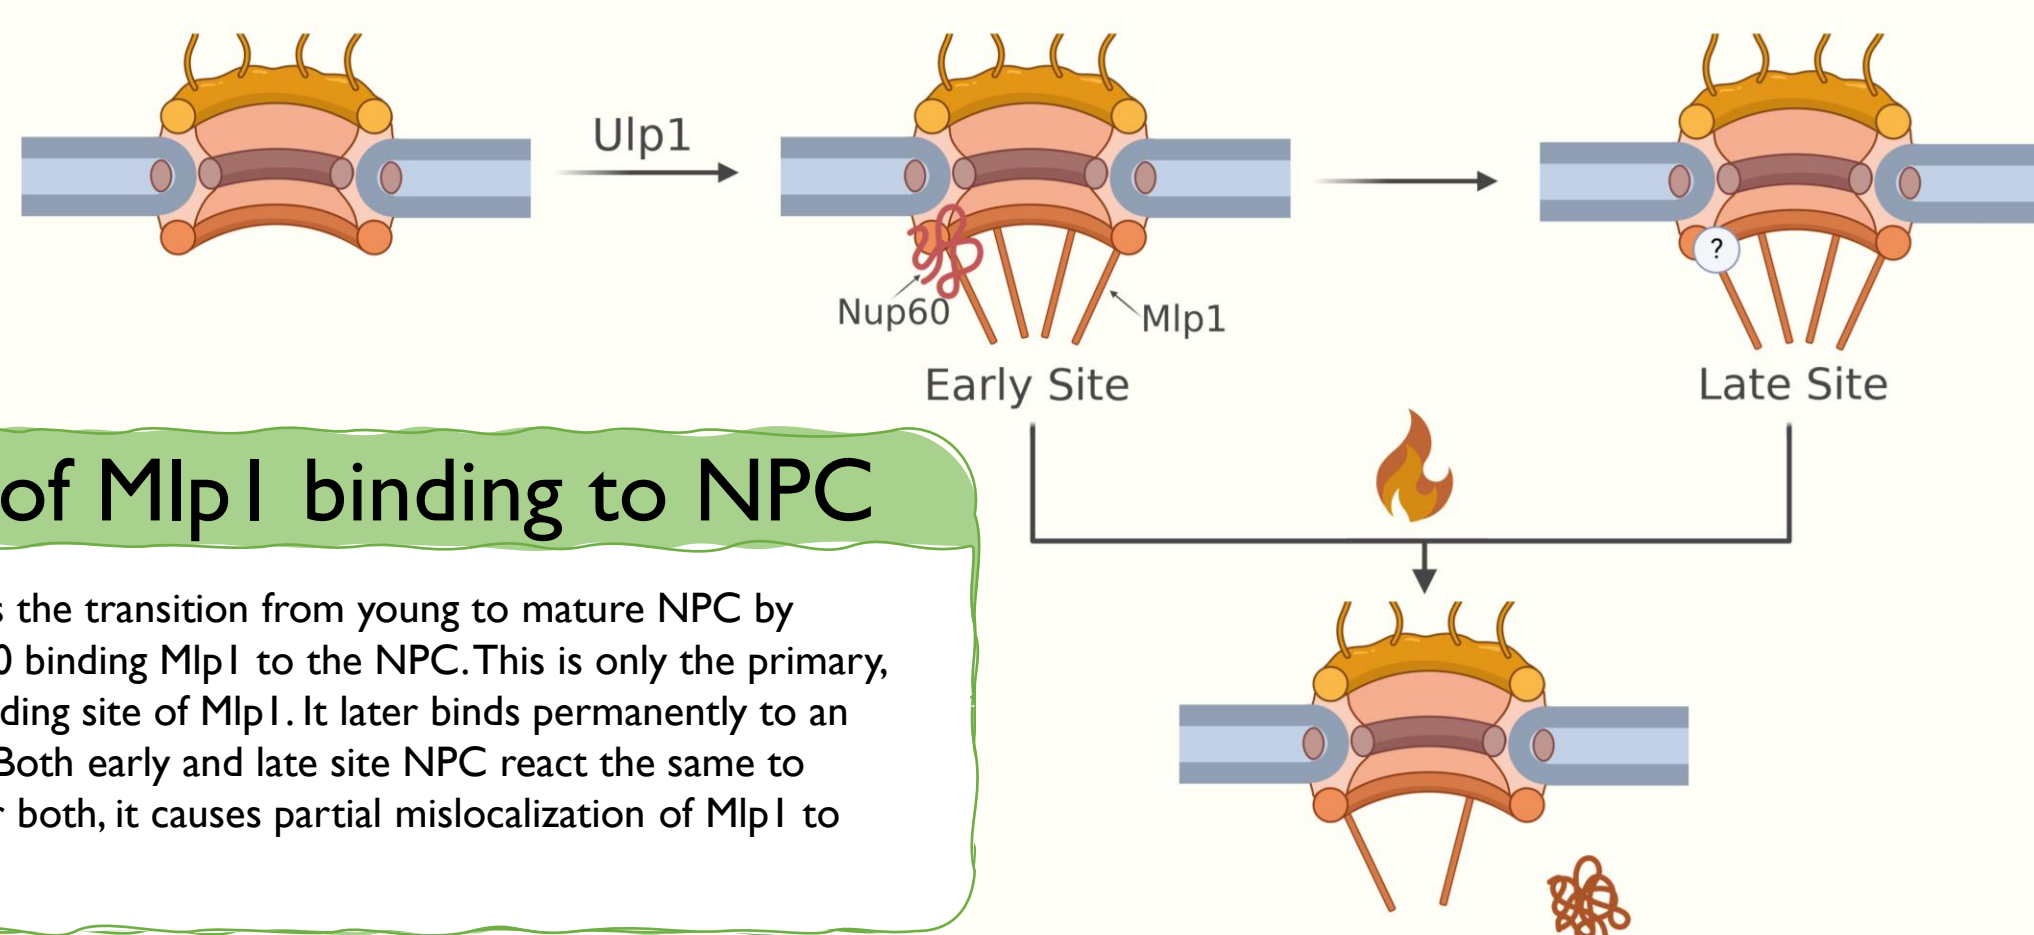 Ulp1
Nup60
Mlp1
Early Site
?
Late Site
of Mlp1 binding to NPC
the transition from young to mature NPC by
binding Mlp1 to the NPC. This is only the primary,
site of Mlp1. It later binds permanently to an
Both early and late site NPC react the same to
both, it causes partial mislocalization of Mlp1 to